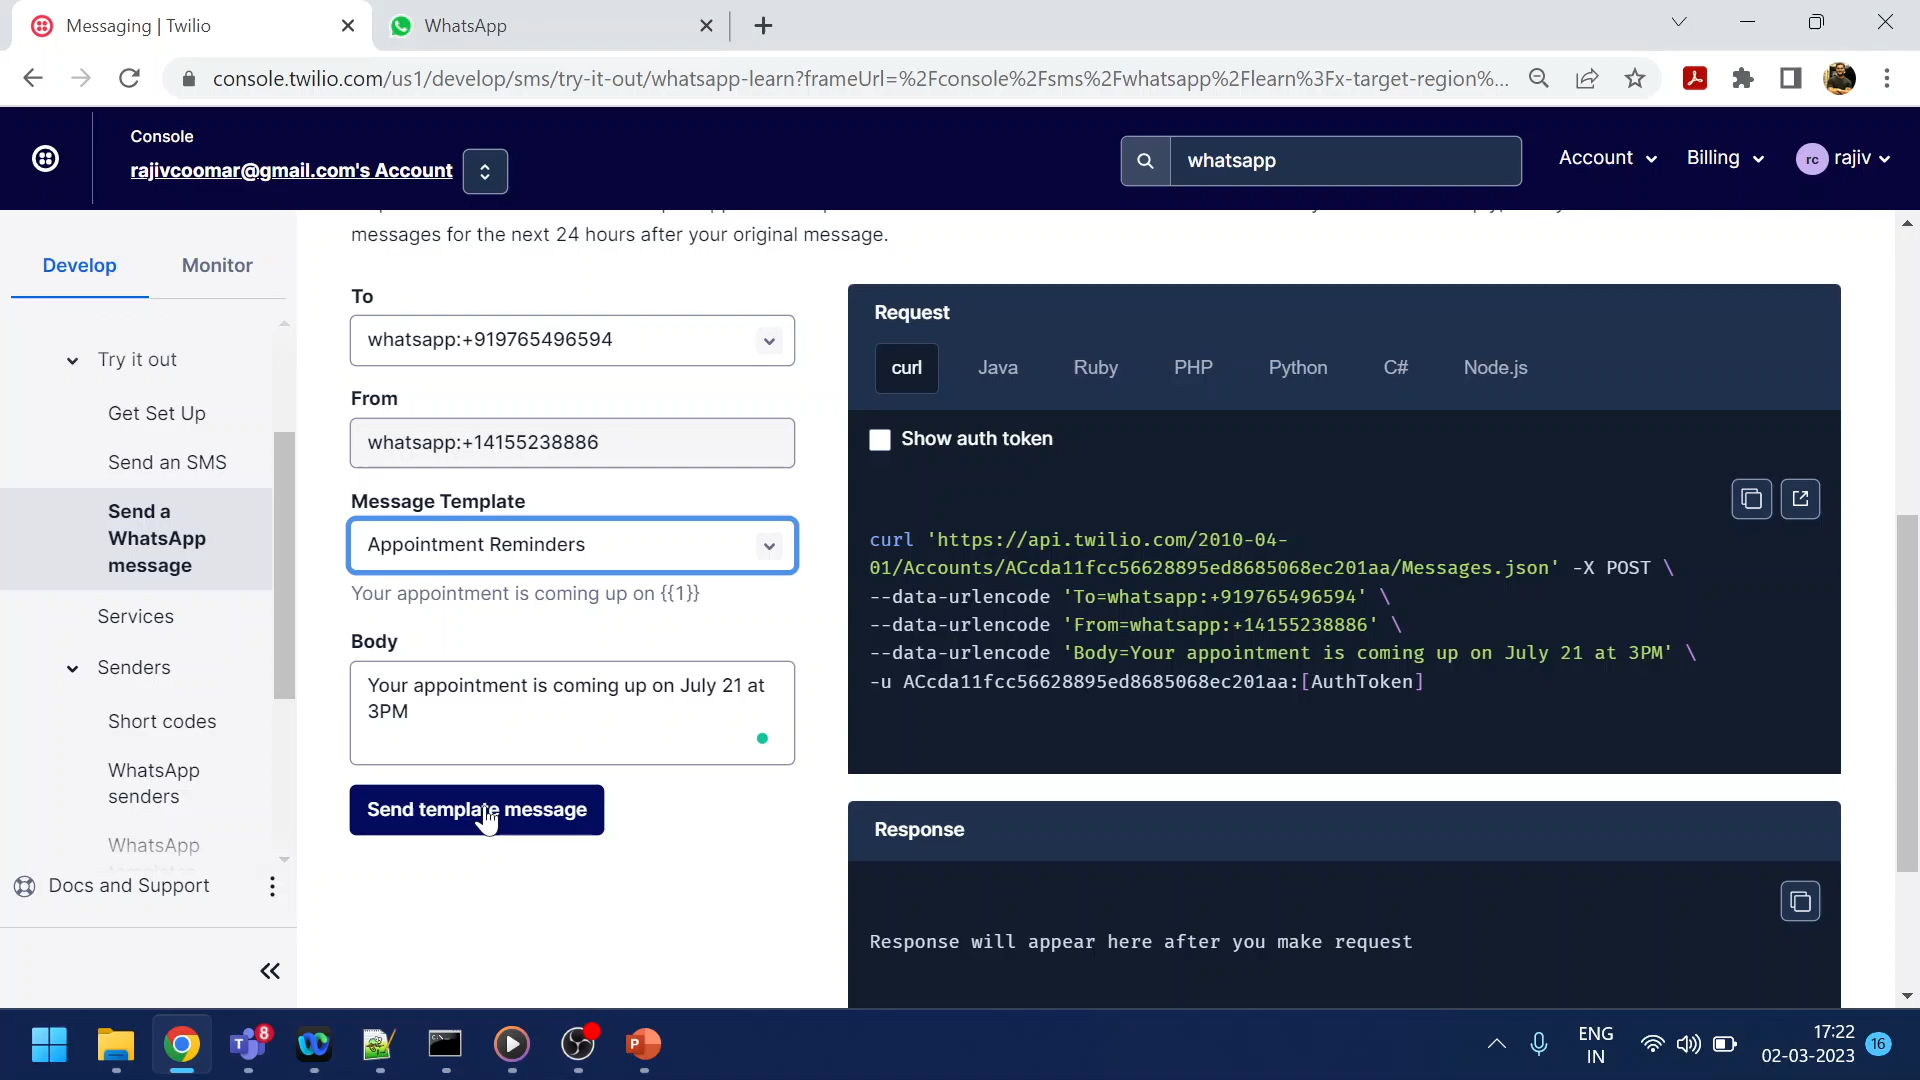 Messaging | Twilio
WhatsApp
console.twilio.com/us1/develop/sms/try-it-out/whatsapp-learn?frameUrl=%2Fconsole%2Fsms%2Fwhatsapp%2Flearn%3Fx-target-region%...
Console
rajivcoomar@gmail.com's Account
whatsapp
Account
Billing
rc
rajiv
Develop
Monitor
Try it out
Get Set Up
Send an SMS
Send a
WhatsApp
message
Services
Senders
Short codes
WhatsApp
senders
WhatsApp
Docs and Support
messages for the next 24 hours after your original message.
To
whatsapp:+919765496594
From
whatsapp:+14155238886
Message Template
Appointment Reminders
Your appointment is coming up on {{1}}
Body
Your appointment is coming up on July 21 at
3PM
Send template message
Request
curl
Java
Ruby
PHP
Python
C#
Node.js
Show auth token
curl 'https://api.twilio.com/2010-04-
01/Accounts/ACcda11fcc56628895ed8685068ec201aa/Messages.json' -X POST \
--data-urlencode 'To=whatsapp:+919765496594' \
--data-urlencode 'From=whatsapp:+14155238886' \
--data-urlencode 'Body=Your appointment is coming up on July 21 at 3PM' \
-u ACcda11fcc56628895ed8685068ec201aa:[AuthToken]
Response
Response will appear here after you make request
8
ENG
IN
17:22
02-03-2023
16